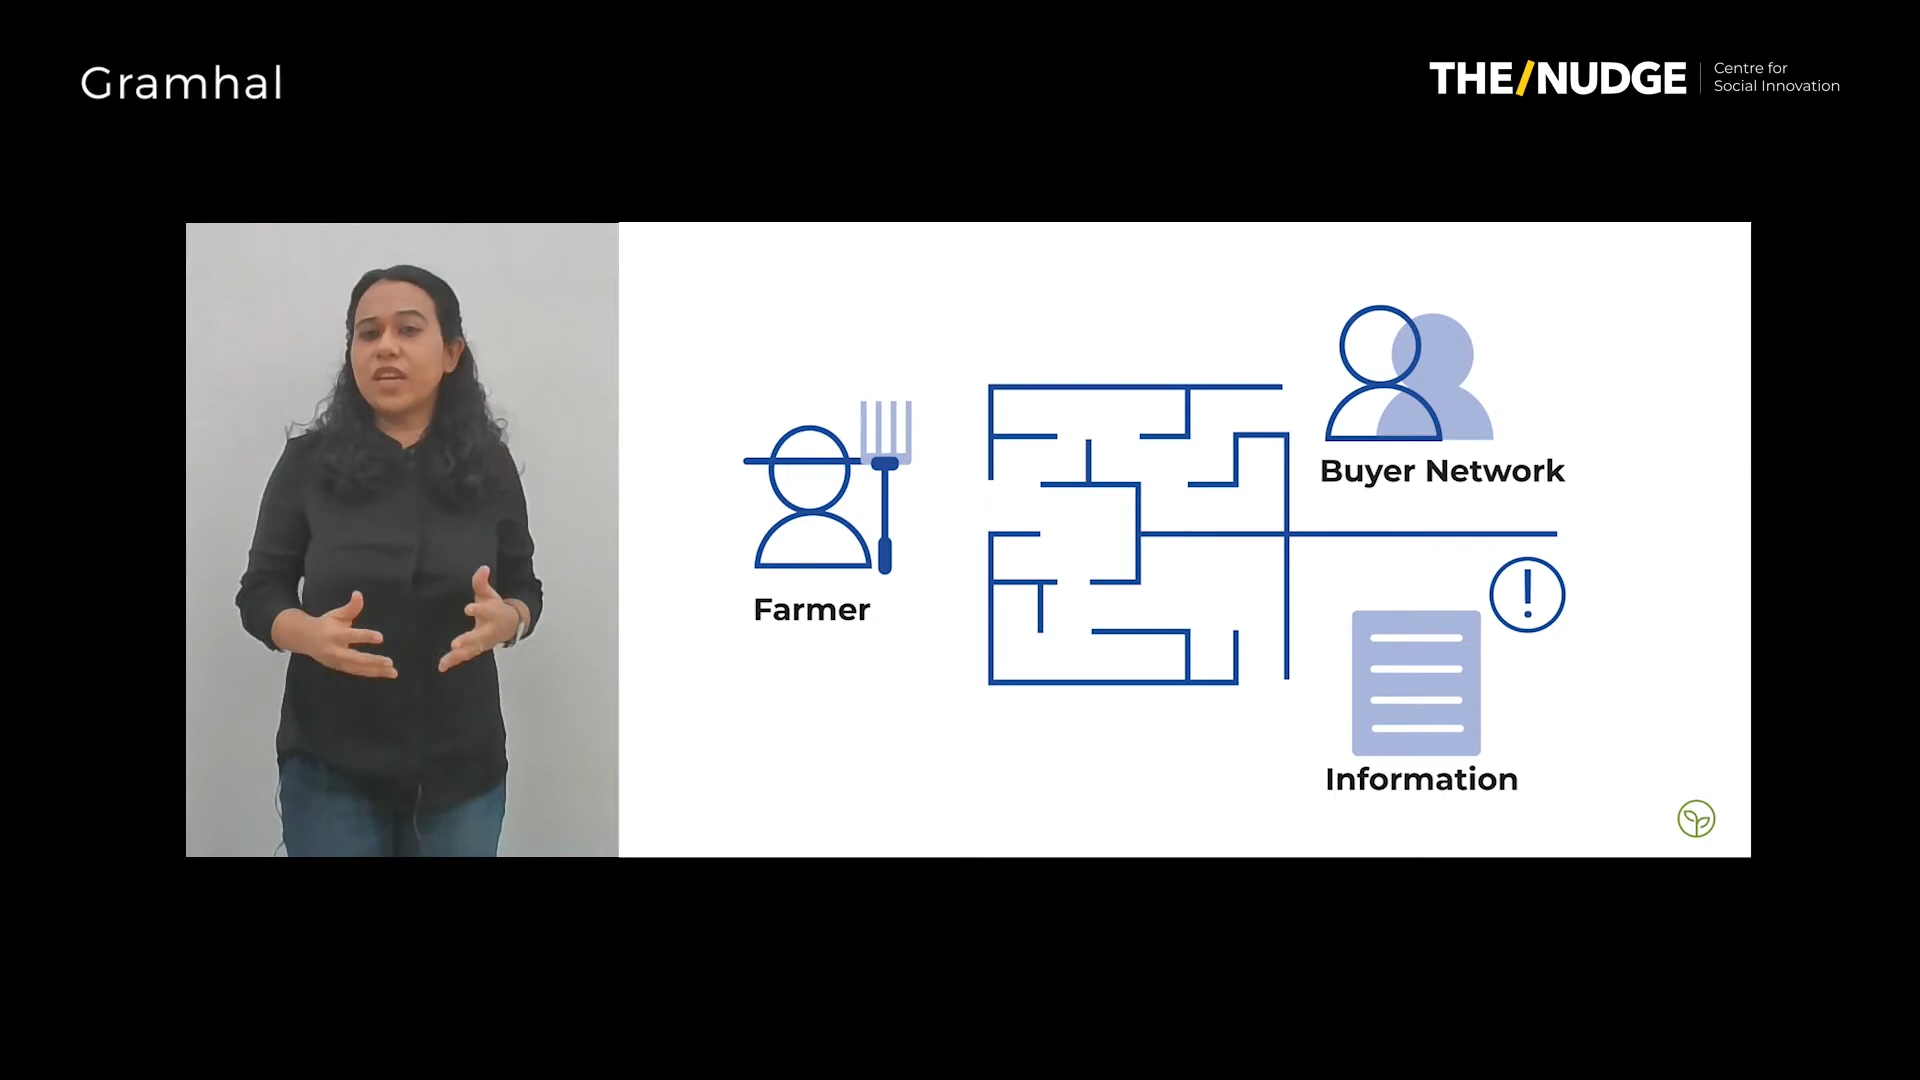 Gramhal
THE/NUDGE
Centre for
Social Innovation
Buyer Network
Farmer
Information